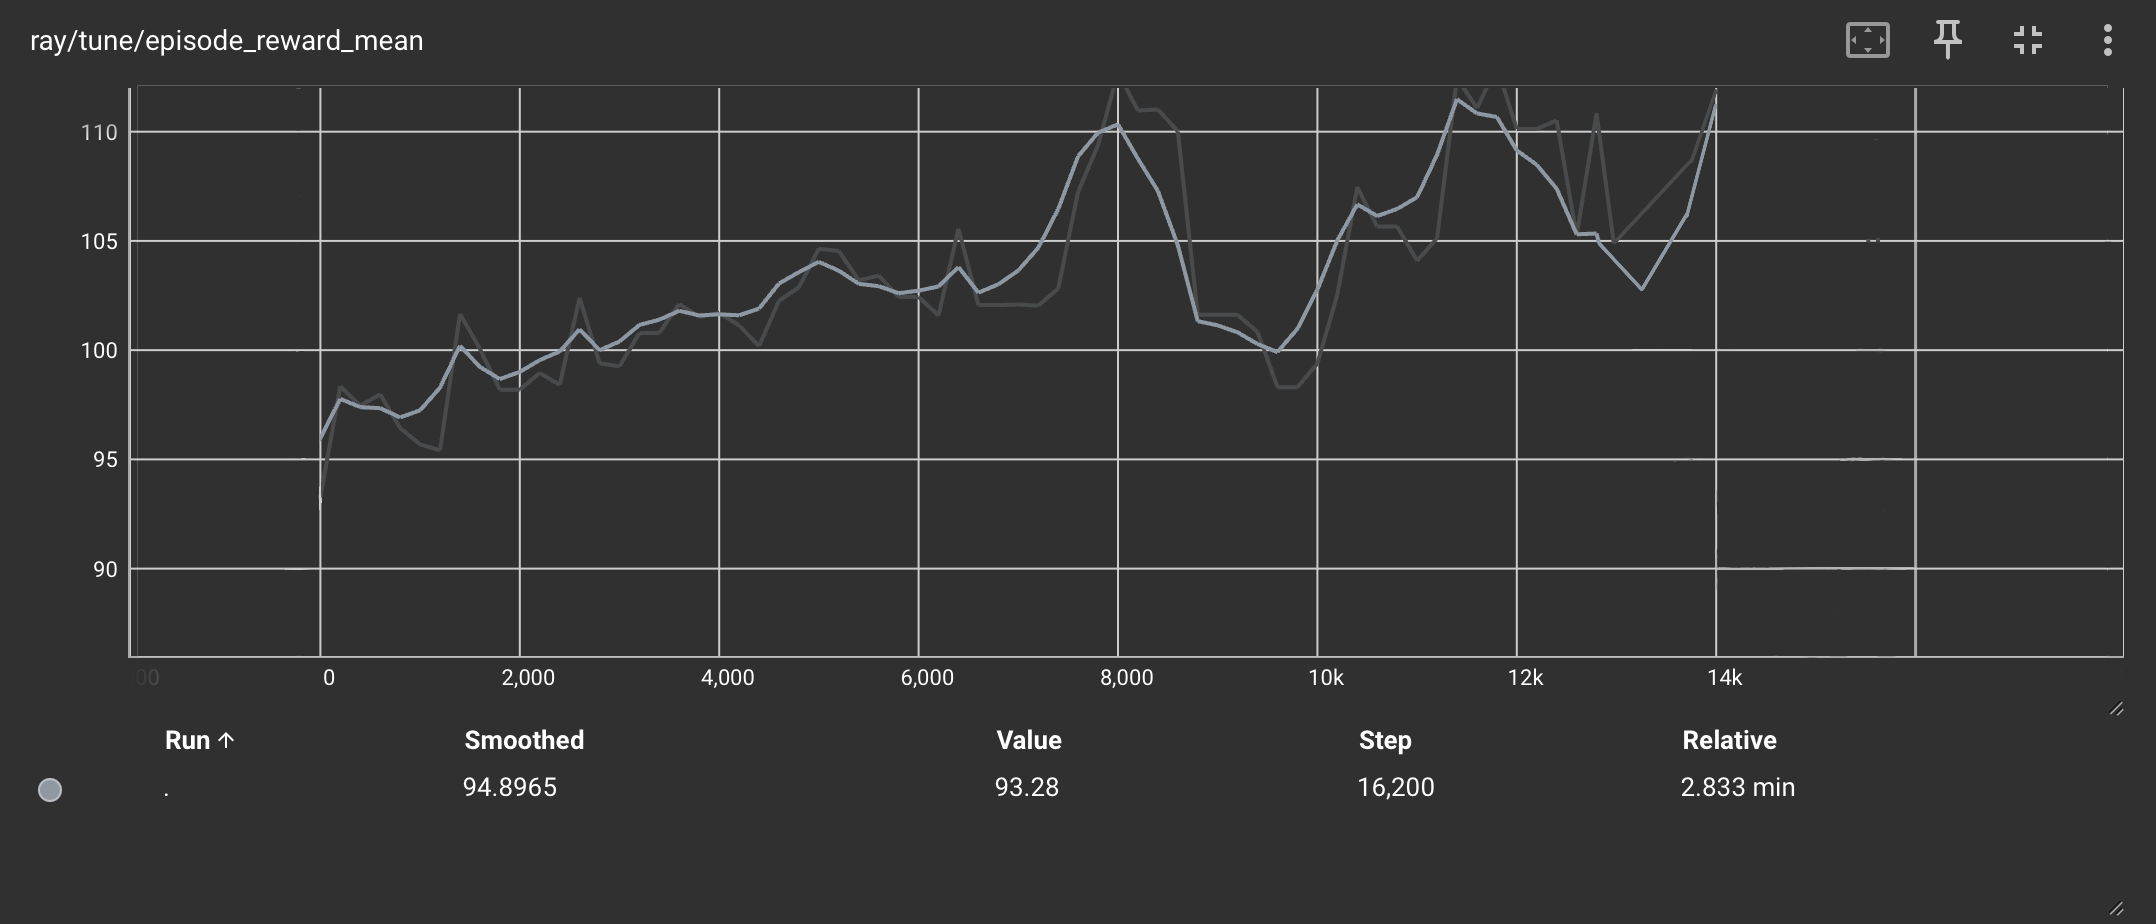 ray/tune/episode_reward_mean
110
105
100
95
90
00 0 2,000 4,000 6,000 8,000 10k 12k 14k
Run ↑ Smoothed Value Step Relative
. 94.8965 93.28 16,200 2.833 min